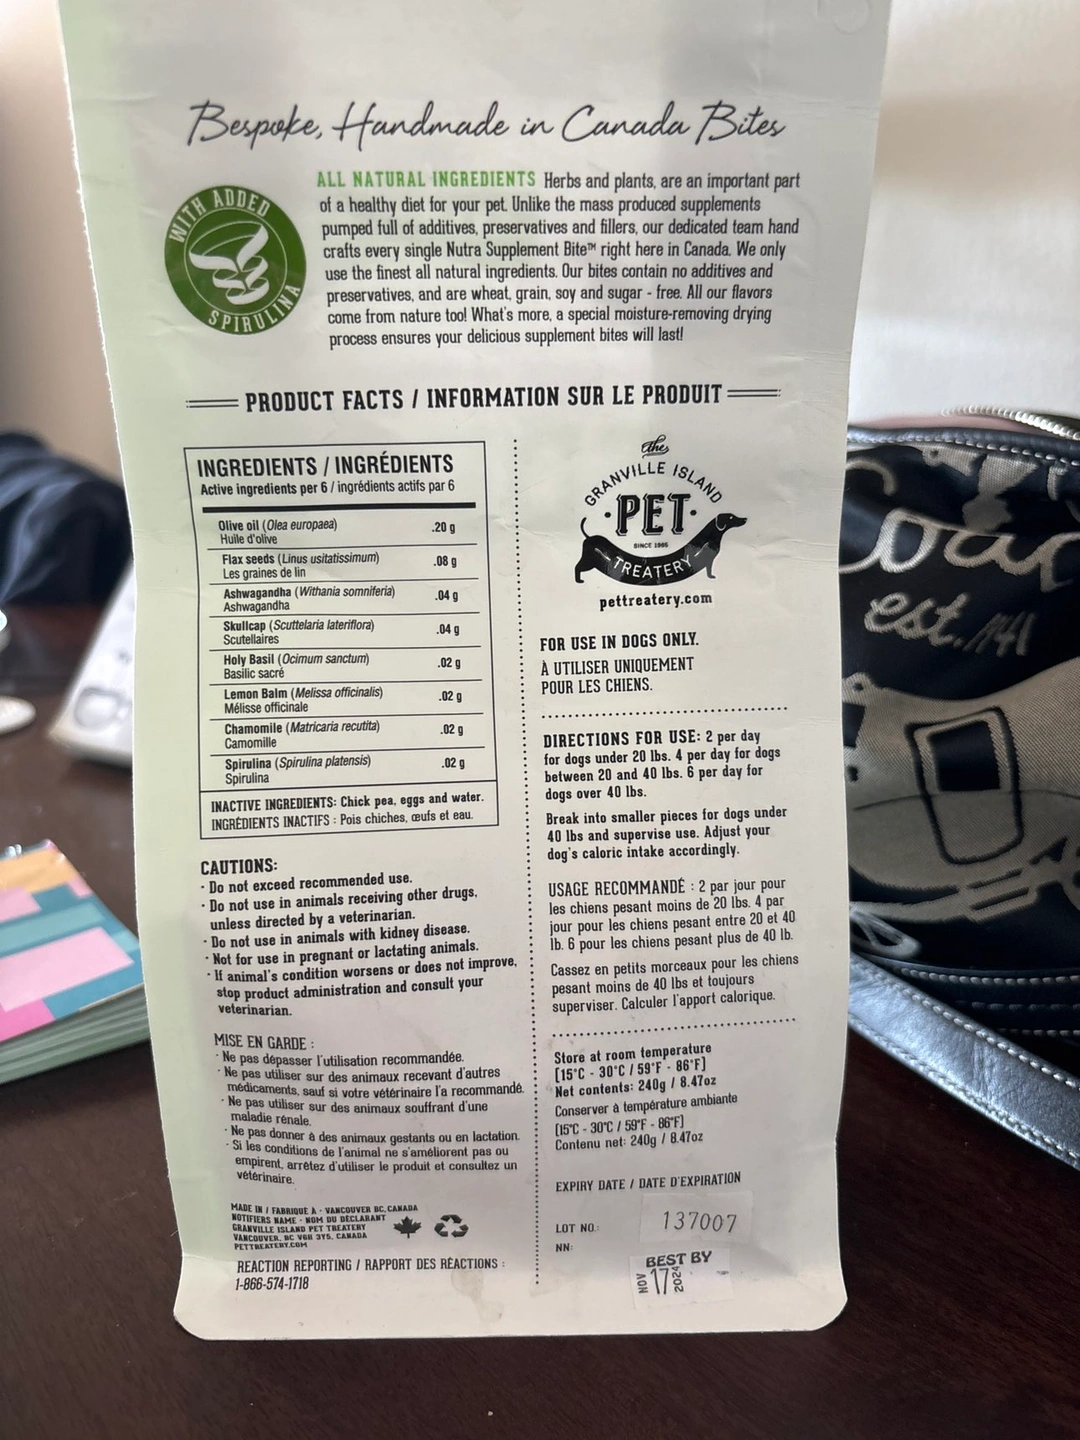 Bespoke, Handmade in Canada Bites
WITH ADDED
SPIRULINA
ALL NATURAL INGREDIENTS Herbs and plants, are an important part
of a healthy diet for your pet. Unlike the mass produced supplements
pumped full of additives, preservatives and fillers, our dedicated team hand
crafts every single Nutra Supplement Bite™ right here in Canada. We only
use the finest all natural ingredients. Our bites contain no additives and
preservatives, and are wheat, grain, soy and sugar - free. All our flavors
come from nature too! What's more, a special moisture-removing drying
process ensures your delicious supplement bites will last!
PRODUCT FACTS / INFORMATION SUR LE PRODUIT
INGREDIENTS / INGRÉDIENTS
Active ingredients per 6 / ingrédients actifs par 6
Olive oil (Olea europaea) .20 g
Huile d'olive
Flax seeds (Linus usitatissimum) .08 g
Les graines de lin
Ashwagandha (Withania somniferia) .04 g
Ashwagandha
Skullcap (Scuttelaria lateriflora) .04 g
Scutellaires
Holy Basil (Ocimum sanctum) .02 g
Basilic sacré
Lemon Balm (Melissa officinalis) .02 g
Mélisse officinale
Chamomile (Matricaria recutita) .02 g
Camomille
Spirulina (Spirulina platensis) .02 g
Spirulina
INACTIVE INGREDIENTS: Chick pea, eggs and water.
INGRÉDIENTS INACTIFS : Pois chiches, œufs et eau.
CAUTIONS:
· Do not exceed recommended use.
· Do not use in animals receiving other drugs,
unless directed by a veterinarian.
· Do not use in animals with kidney disease.
· Not for use in pregnant or lactating animals.
· If animal's condition worsens or does not improve,
stop product administration and consult your
veterinarian.
MISE EN GARDE :
· Ne pas dépasser l'utilisation recommandée.
· Ne pas utiliser sur des animaux recevant d'autres
médicaments, sauf si votre vétérinaire l'a recommandé.
· Ne pas utiliser sur des animaux souffrant d'une
maladie rénale.
· Ne pas donner à des animaux gestants ou en lactation.
· Si les conditions de l'animal ne s'améliorent pas ou
empirent, arrêtez d'utiliser le produit et consultez un
vétérinaire.
MADE IN / FABRIQUÉ À - VANCOUVER BC, CANADA
NOTIFIERS NAME - NOM DU DÉCLARANT
GRANVILLE ISLAND PET TREATERY
VANCOUVER, BC V6H 3Y5, CANADA
PETTREATERY.COM
REACTION REPORTING / RAPPORT DES RÉACTIONS :
1-866-574-1718
the
GRANVILLE ISLAND
·PET·
SINCE 1995
TREATERY
pettreatery.com
FOR USE IN DOGS ONLY.
À UTILISER UNIQUEMENT
POUR LES CHIENS.
DIRECTIONS FOR USE: 2 per day
for dogs under 20 lbs. 4 per day for dogs
between 20 and 40 lbs. 6 per day for
dogs over 40 lbs.
Break into smaller pieces for dogs under
40 lbs and supervise use. Adjust your
dog's caloric intake accordingly.
USAGE RECOMMANDÉ : 2 par jour pour
les chiens pesant moins de 20 lbs. 4 par
jour pour les chiens pesant entre 20 et 40
lb. 6 pour les chiens pesant plus de 40 lb.
Cassez en petits morceaux pour les chiens
pesant moins de 40 lbs et toujours
superviser. Calculer l'apport calorique.
Store at room temperature
[15°C - 30°C / 59°F - 86°F]
Net contents: 240g / 8.47oz
Conserver à température ambiante
[15°C - 30°C / 59°F - 86°F]
Contenu net: 240g / 8.47oz
EXPIRY DATE / DATE D'EXPIRATION
LOT NO.: 137007
NN:
BEST BY
NOV 17 2024
Coac
est. 1941